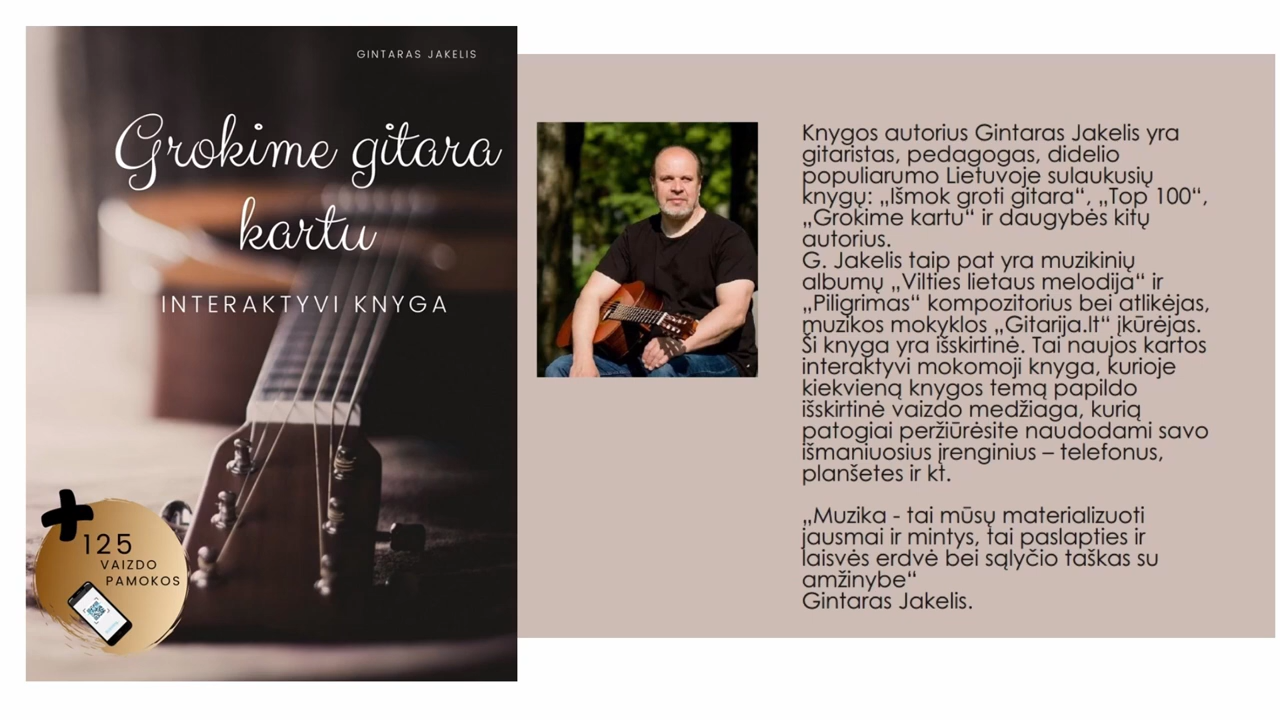 GINTARAS JAKELIS
Grokime gitara
kartu
INTERAKTYVI KNYGA
125
VAIZDO
PAMOKOS
Knygos autorius Gintaras Jakelis yra
gitaristas, pedagogas, didelio
populiarumo Lietuvoje sulaukusių
knygų: „Išmok groti gitara“, „Top 100“,
„Grokime kartu“ ir daugybės kitų
autorius.
G. Jakelis taip pat yra muzikinių
albumų „Vilties lietaus melodija“ ir
„Piligrimas“ kompozitorius bei atlikėjas,
muzikos mokyklos „Gitarija.lt“ įkūrėjas.
Ši knyga yra išskirtinė. Tai naujos kartos
interaktyvi mokomoji knyga, kurioje
kiekvieną knygos temą papildo
išskirtinė vaizdo medžiaga, kurią
patogiai peržiūrėsite naudodami savo
išmaniuosius įrenginius – telefonus,
planšetes ir kt.
„Muzika - tai mūsų materializuoti
jausmai ir mintys, tai paslapties ir
laisvės erdvė bei sąlyčio taškas su
amžinybe“
Gintaras Jakelis.